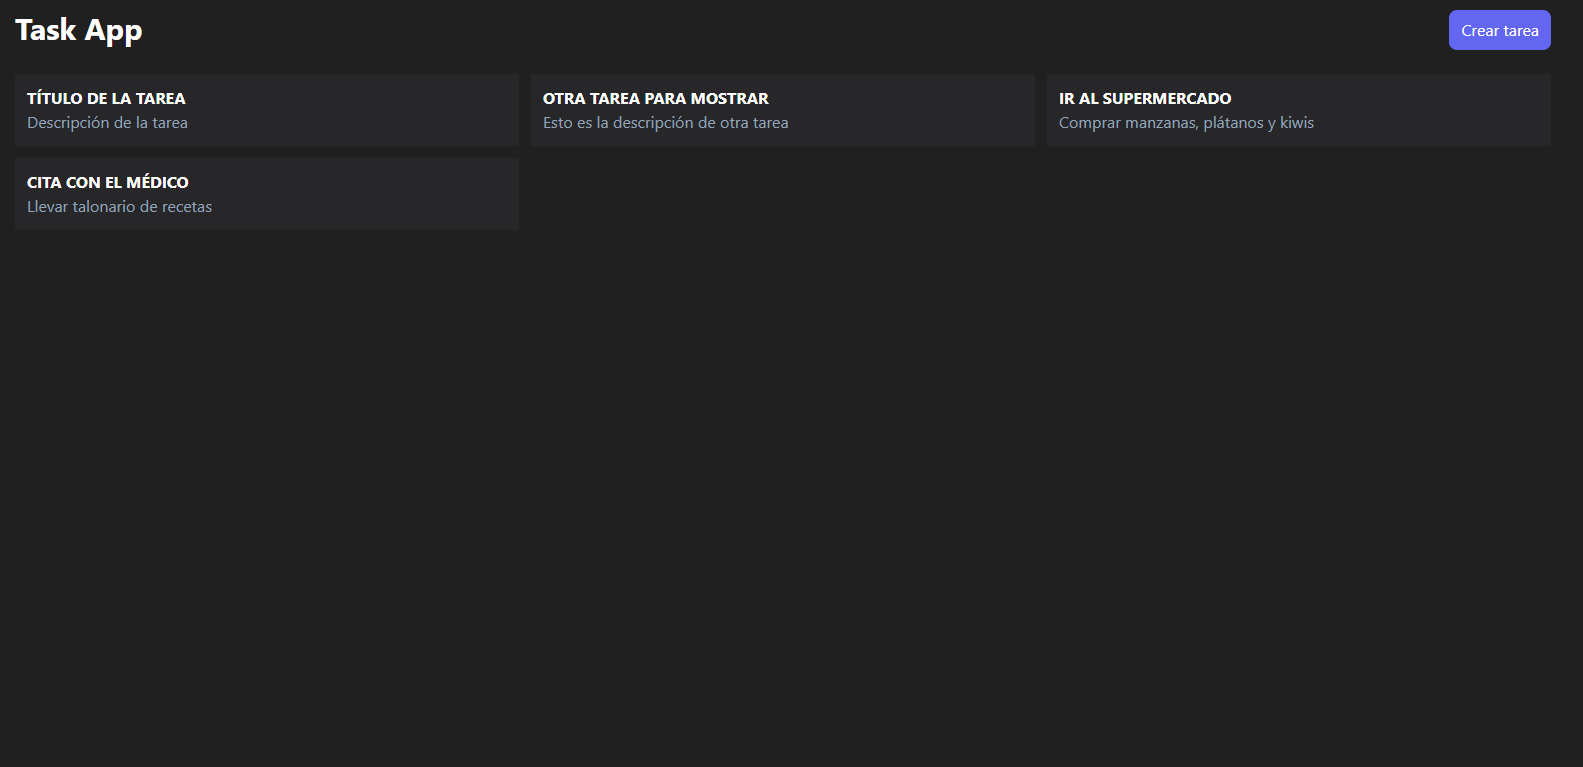 Task App
Crear tarea
TÍTULO DE LA TAREA
Descripción de la tarea
OTRA TAREA PARA MOSTRAR
Esto es la descripción de otra tarea
IR AL SUPERMERCADO
Comprar manzanas, plátanos y kiwis
CITA CON EL MÉDICO
Llevar talonario de recetas